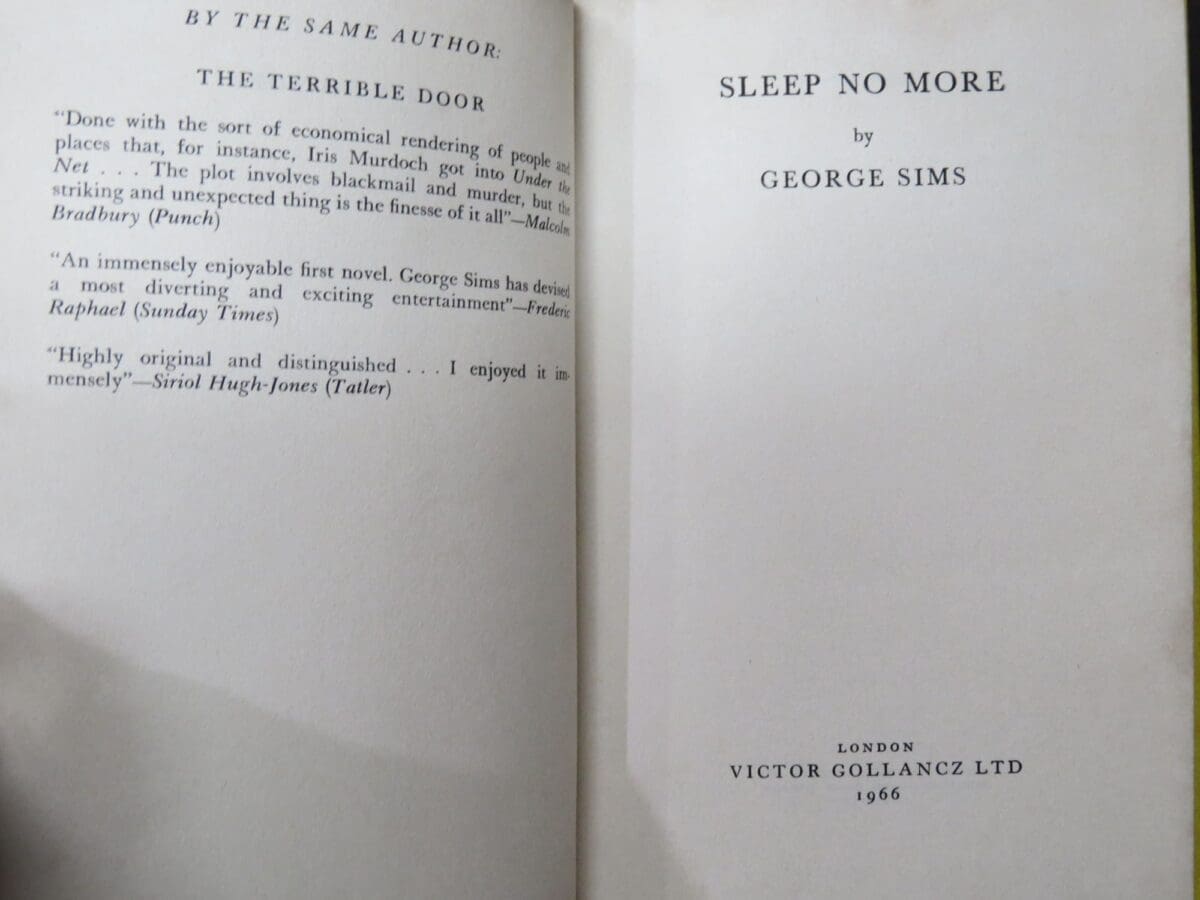 BY THE SAME AUTHOR:
THE TERRIBLE DOOR
"Done with the sort of economical rendering of people and
places that, for instance, Iris Murdoch got into Under the
Net . . . The plot involves blackmail and murder, but the
striking and unexpected thing is the finesse of it all"—Malcolm
Bradbury (Punch)
"An immensely enjoyable first novel. George Sims has devised
a most diverting and exciting entertainment"—Frederic
Raphael (Sunday Times)
"Highly original and distinguished . . . I enjoyed it im-
mensely"—Siriol Hugh-Jones (Tatler)
SLEEP NO MORE
by
GEORGE SIMS
LONDON
VICTOR GOLLANCZ LTD
1966